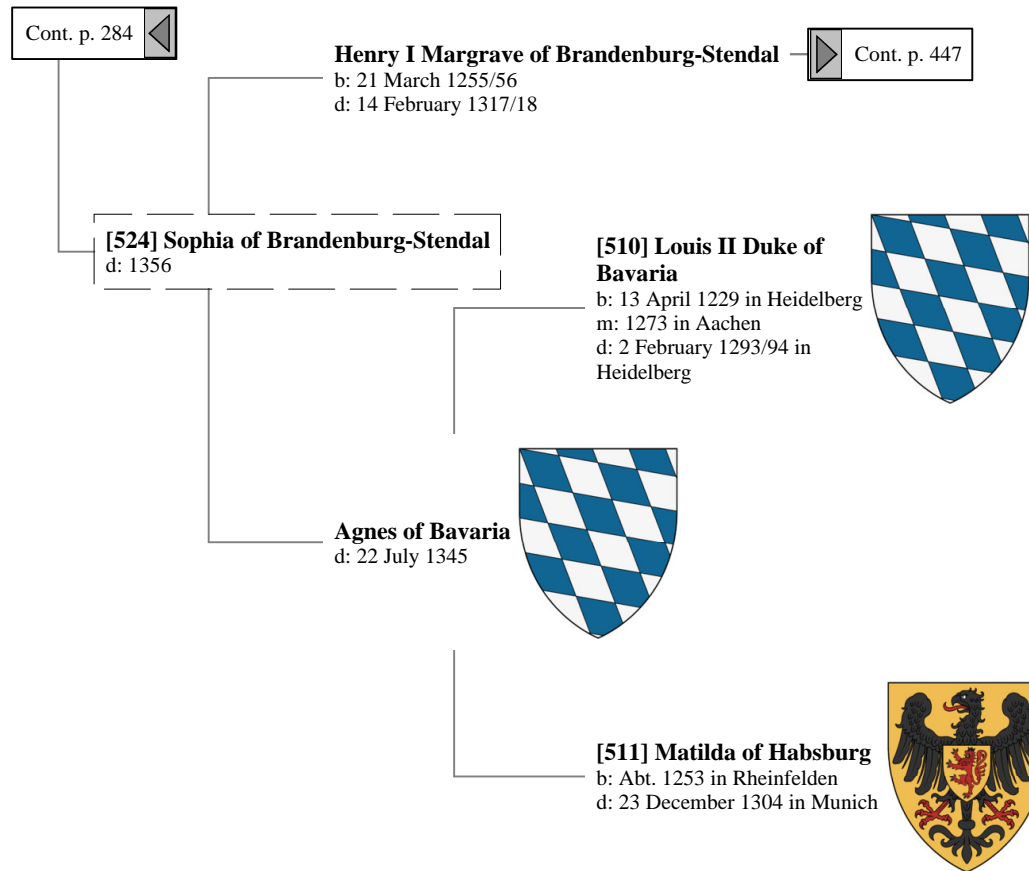 Cont. p. 284
Henry I Margrave of Brandenburg-Stendal
b: 21 March 1255/56
d: 14 February 1317/18
Cont. p. 447
[524] Sophia of Brandenburg-Stendal
d: 1356
[510] Louis II Duke of
Bavaria
b: 13 April 1229 in Heidelberg
m: 1273 in Aachen
d: 2 February 1293/94 in
Heidelberg
Agnes of Bavaria
d: 22 July 1345
[511] Matilda of Habsburg
b: Abt. 1253 in Rheinfelden
d: 23 December 1304 in Munich